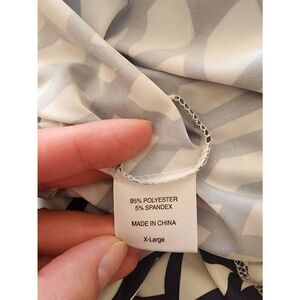 95% POLYESTER
5% SPANDEX
MADE IN CHINA
X-Large